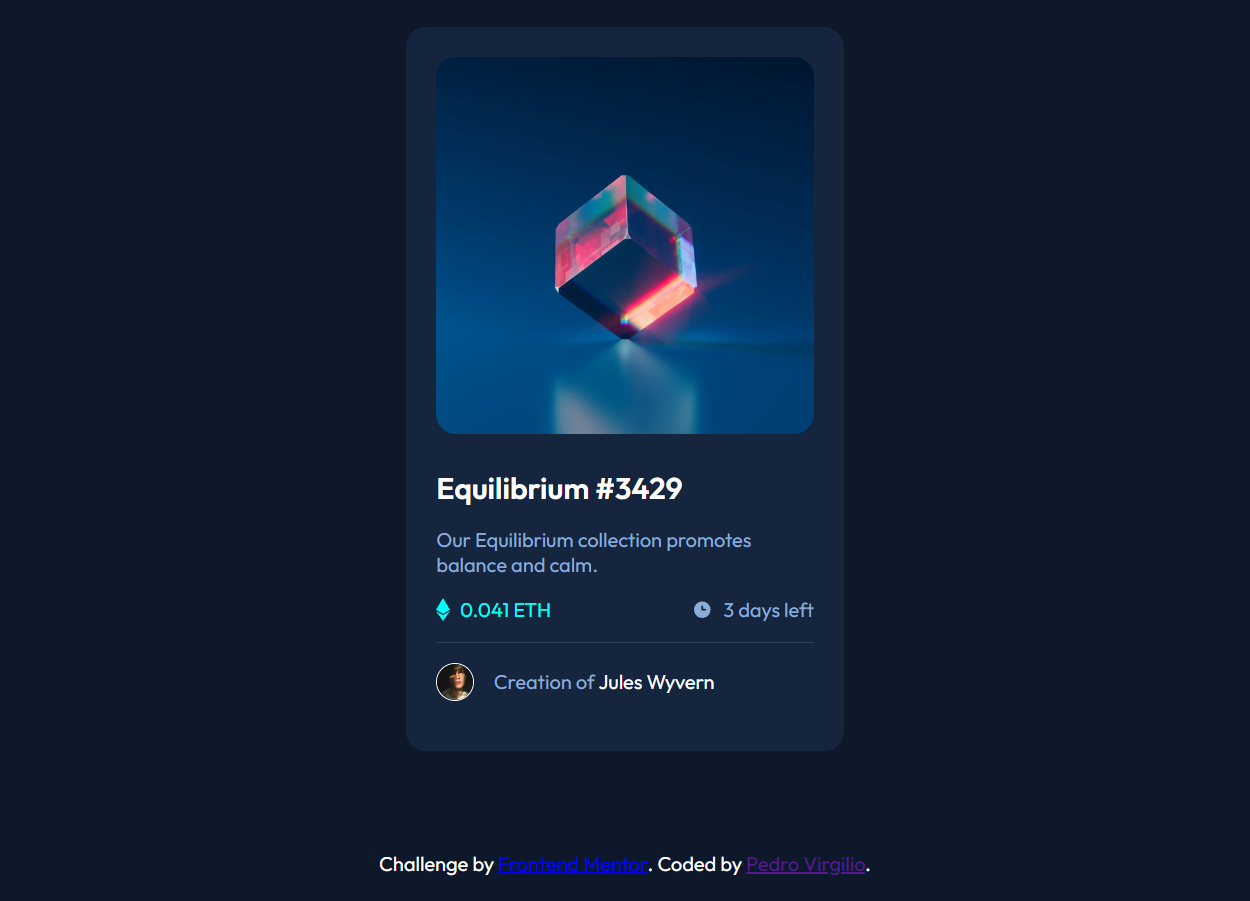 Equilibrium #3429
Our Equilibrium collection promotes
balance and calm.
0.041 ETH
3 days left
Creation of Jules Wyvern
Challenge by Frontend Mentor. Coded by Pedro Virgilio.